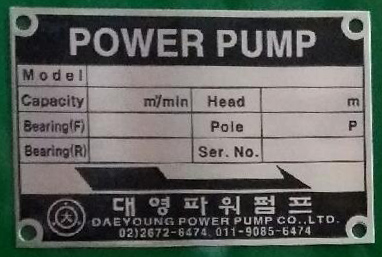 POWER PUMP
Model
Capacity m³/min Head m
Bearing(F) Pole P
Bearing(R) Ser. No.
대영파워펌프
DAEYOUNG POWER PUMP CO.,LTD.
02)2672-6474, 011-9085-6474